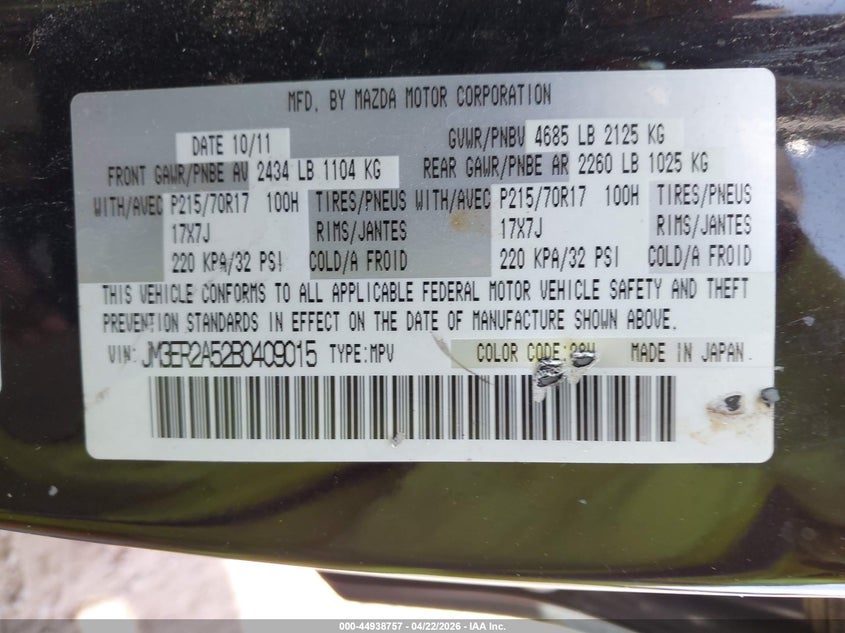 MFD. BY MAZDA MOTOR CORPORATION
DATE 10/11 GVWR/PNBV 4685 LB 2125 KG
FRONT GAWR/PNBE AV 2434 LB 1104 KG REAR GAWR/PNBE AR 2260 LB 1025 KG
WITH/AVEC P215/70R17 100H TIRES/PNEUS WITH/AVEC P215/70R17 100H TIRES/PNEUS
17X7J RIMS/JANTES 17X7J RIMS/JANTES
220 KPA/32 PSI COLD/A FROID 220 KPA/32 PSI COLD/A FROID
THIS VEHICLE CONFORMS TO ALL APPLICABLE FEDERAL MOTOR VEHICLE SAFETY AND THEFT
PREVENTION STANDARDS IN EFFECT ON THE DATE OF MANUFACTURE SHOWN ABOVE.
VIN: JM3ER2A52B0409015 TYPE:MPV COLOR CODE: MADE IN JAPAN.
000-44938757 - 04/22/2026 - IAA Inc.